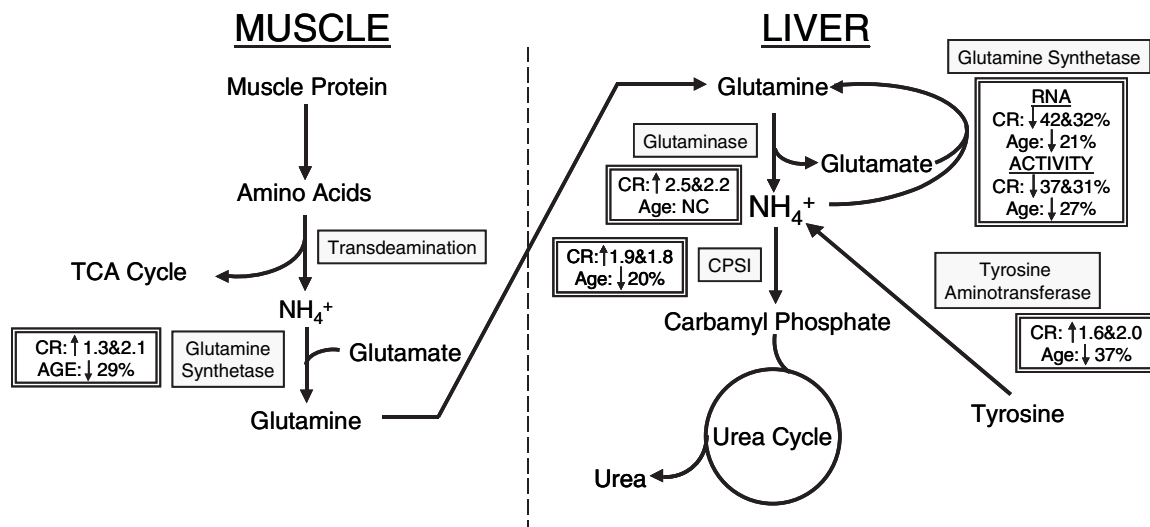 MUSCLE
Muscle Protein
Amino Acids
Transdeamination
TCA Cycle
NH₄⁺
CR:↑1.3&2.1
AGE:↓29%
Glutamine
Synthetase
Glutamate
Glutamine
LIVER
Glutamine
Glutaminase
Glutamate
CR:↑2.5&2.2
Age: NC
NH₄⁺
CR:↑1.9&1.8
Age:↓20%
CPSI
Carbamyl Phosphate
Urea Cycle
Urea
Glutamine Synthetase
RNA
CR:↓42&32%
Age:↓21%
ACTIVITY
CR:↓37&31%
Age:↓27%
Tyrosine
Aminotransferase
CR:↑1.6&2.0
Age:↓37%
Tyrosine